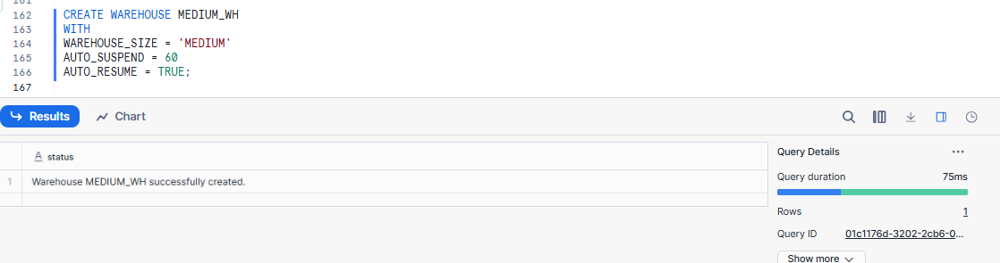 161
162 CREATE WAREHOUSE MEDIUM_WH
163 WITH
164 WAREHOUSE_SIZE = 'MEDIUM'
165 AUTO_SUSPEND = 60
166 AUTO_RESUME = TRUE;
167
Results Chart
A status
Query Details ...
1 Warehouse MEDIUM_WH successfully created.
Query duration 75ms
Rows 1
Query ID 01c1176d-3202-2cb6-0...
Show more